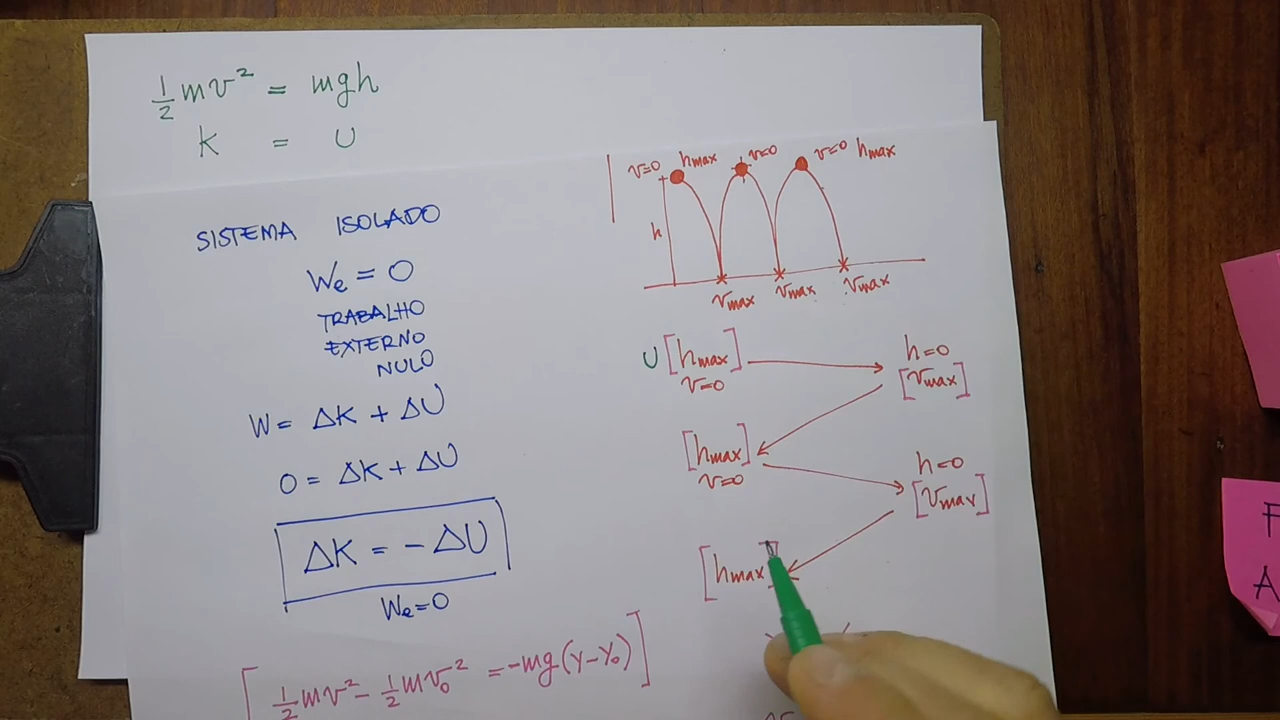 ½mv² = mgh
K = U
SISTEMA ISOLADO
We = 0
TRABALHO
EXTERNO
NULO
W = ΔK + ΔU
0 = ΔK + ΔU
ΔK = - ΔU
We=0
[½mv² - ½mv₀² = -mg(y-y₀)]
v=0 hmax v=0 v=0 hmax
h
vmax vmax vmax
U [hmax]
v=0
h=0
[vmax]
[hmax]
v=0
h=0
[vmax]
[hmax]
F
A